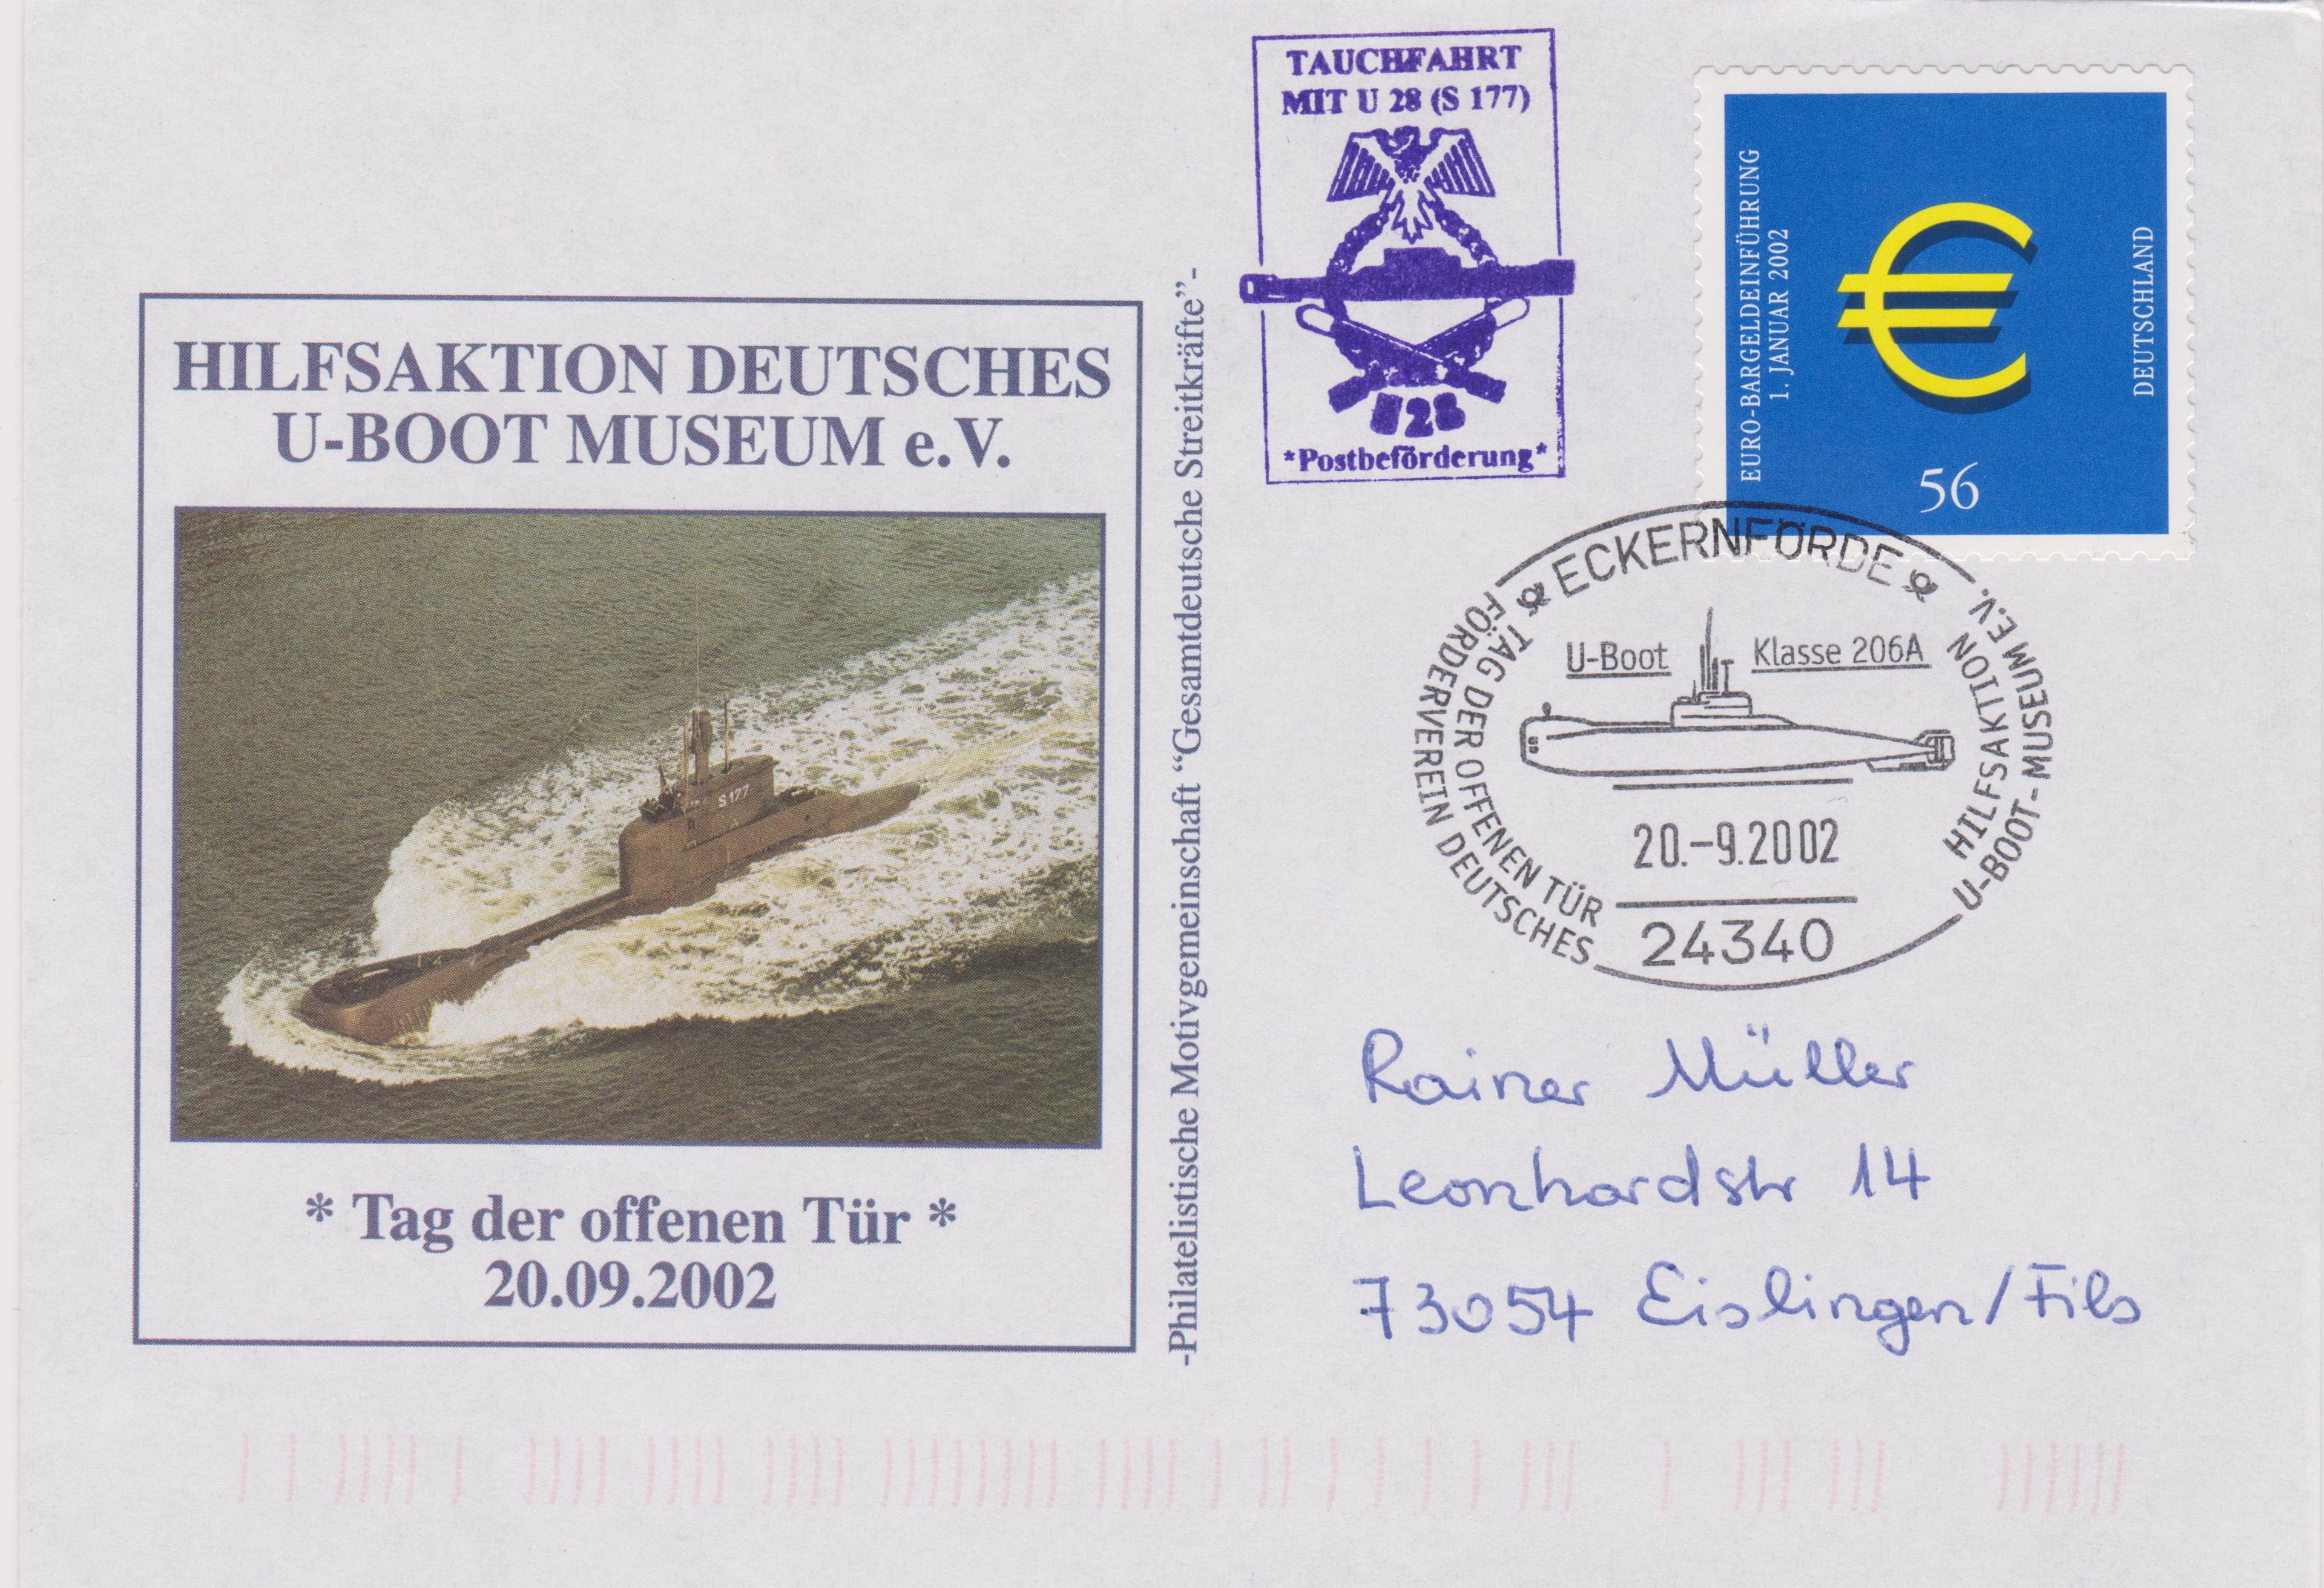 TAUCHFAHRT
MIT U 28 (S 177)
U28
*Postbeförderung*
EURO-BARGELDEINFÜHRUNG
1. JANUAR 2002
DEUTSCHLAND
56
HILFSAKTION DEUTSCHES
U-BOOT MUSEUM e.V.
S177
* Tag der offenen Tür *
20.09.2002
-Philatelistische Motivgemeinschaft “Gesamtdeutsche Streitkräfte”-
ECKERNFÖRDE
TAG DER OFFENEN TÜR
FÖRDERVEREIN DEUTSCHES
HILFSAKTION
U-BOOT-MUSEUM E.V.
U-Boot Klasse 206A
20.-9.2002
24340
Rainer Müller
Leonhardstr 14
73054 Eislingen/Fils